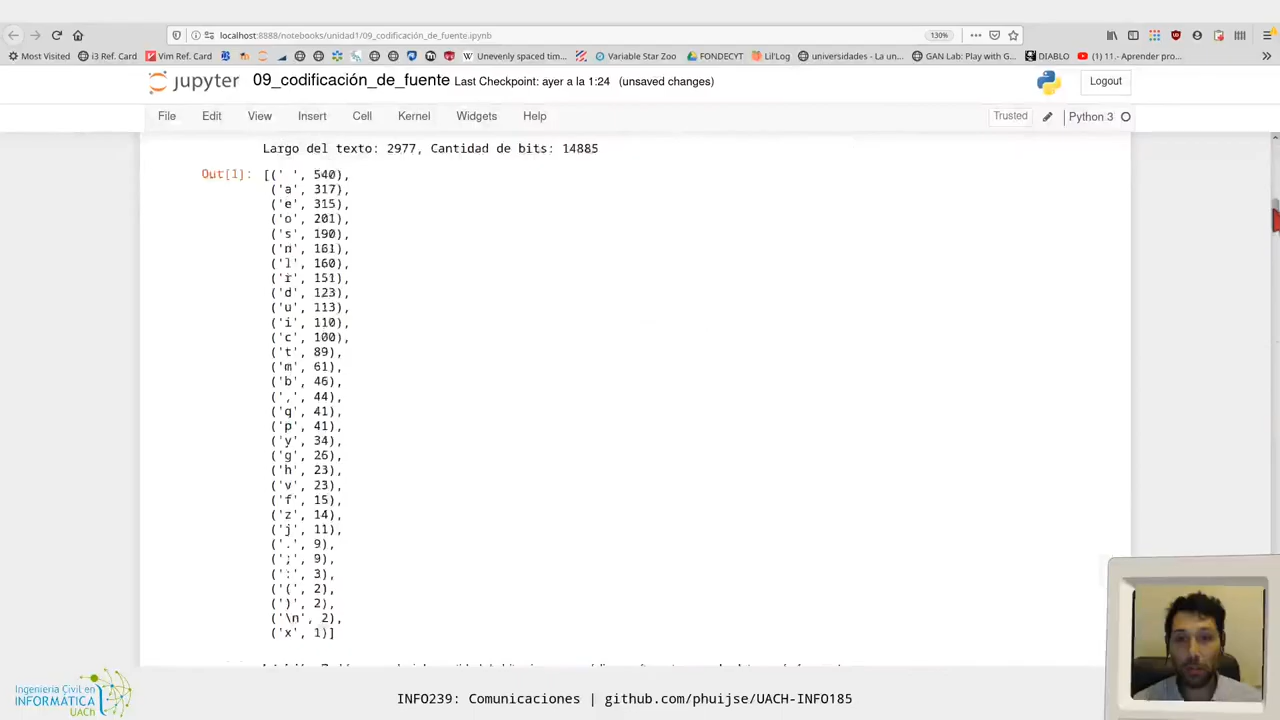 localhost:8888/notebooks/unidad1/09_codificación_de_fuente.ipynb
130%
Most Visited
i3 Ref. Card
Vim Ref. Card
Unevenly spaced tim...
Variable Star Zoo
FONDECYT
Lil'Log
universidades - La un...
GAN Lab: Play with G...
DIABLO
(1) 11.- Aprender pro...
jupyter
09_codificación_de_fuente Last Checkpoint: ayer a la 1:24 (unsaved changes)
Logout
File Edit View Insert Cell Kernel Widgets Help
Trusted
Python 3
Largo del texto: 2977, Cantidad de bits: 14885
Out[1]: [(' ', 540),
('a', 317),
('e', 315),
('o', 201),
('s', 190),
('n', 161),
('l', 160),
('r', 151),
('d', 123),
('u', 113),
('i', 110),
('c', 100),
('t', 89),
('m', 61),
('b', 46),
(',', 44),
('q', 41),
('p', 41),
('y', 34),
('g', 26),
('h', 23),
('v', 23),
('f', 15),
('z', 14),
('j', 11),
('.', 9),
(';', 9),
(':', 3),
('(', 2),
(')', 2),
('\n', 2),
('x', 1)]
Ingeniería Civil en
INFORMÁTICA
UACh
INFO239: Comunicaciones | github.com/phuijse/UACH-INFO185